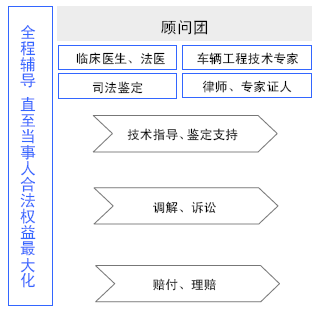 全程辅导 直至当事人合法权益最大化
顾问团
临床医生、法医
车辆工程技术专家
司法鉴定
律师、专家证人
技术指导、鉴定支持
调解、诉讼
赔付、理赔